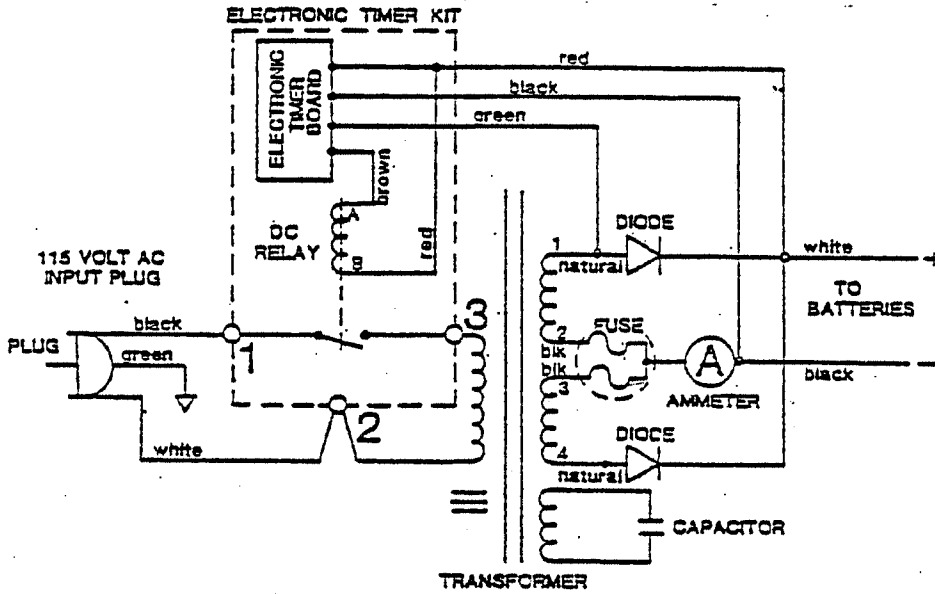 ELECTRONIC TIMER KIT
ELECTRONIC
TIMER
BOARD
red
black
green
brown
A
DC
RELAY
B
red
115 VOLT AC
INPUT PLUG
PLUG
black
green
white
1
2
3
DIODE
1
natural
white
TO
BATTERIES
2
FUSE
blk
blk
3
A
AMMETER
black
DIODE
4
natural
CAPACITOR
TRANSFORMER